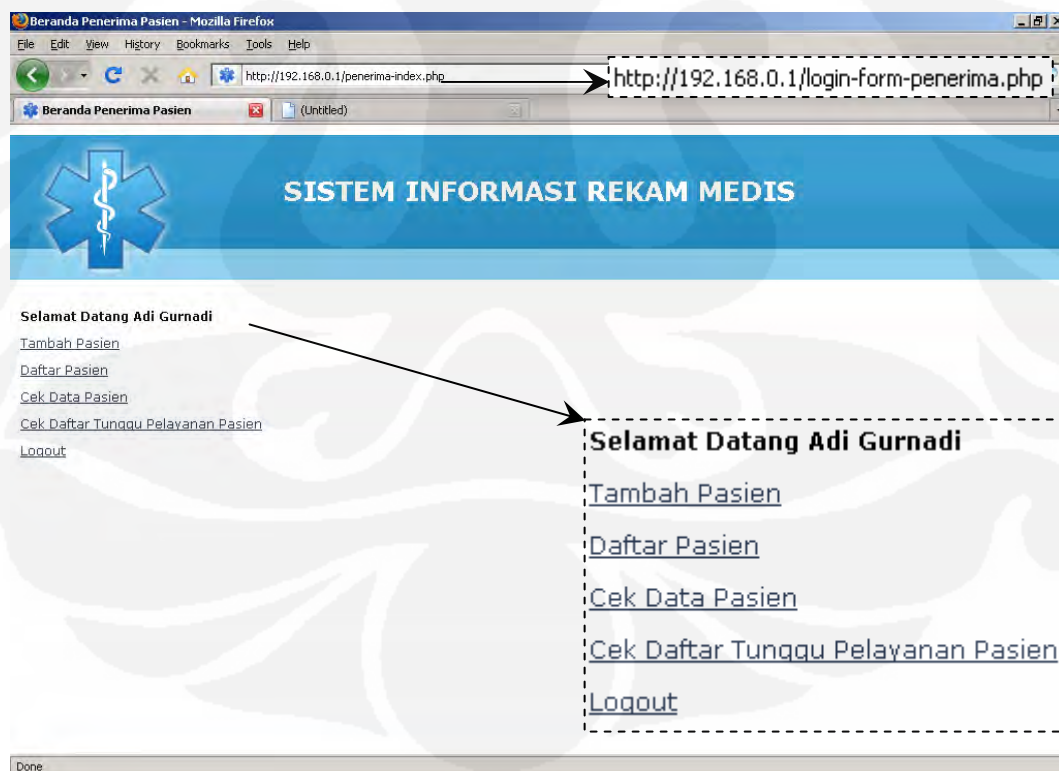 Beranda Penerima Pasien - Mozilla Firefox
File Edit View History Bookmarks Tools Help
http://192.168.0.1/penerima-index.php
http://192.168.0.1/login-form-penerima.php
Beranda Penerima Pasien
(Untitled)
SISTEM INFORMASI REKAM MEDIS
Selamat Datang Adi Gurnadi
Tambah Pasien
Daftar Pasien
Cek Data Pasien
Cek Daftar Tunggu Pelayanan Pasien
Logout
Selamat Datang Adi Gurnadi
Tambah Pasien
Daftar Pasien
Cek Data Pasien
Cek Daftar Tunggu Pelayanan Pasien
Logout
Done